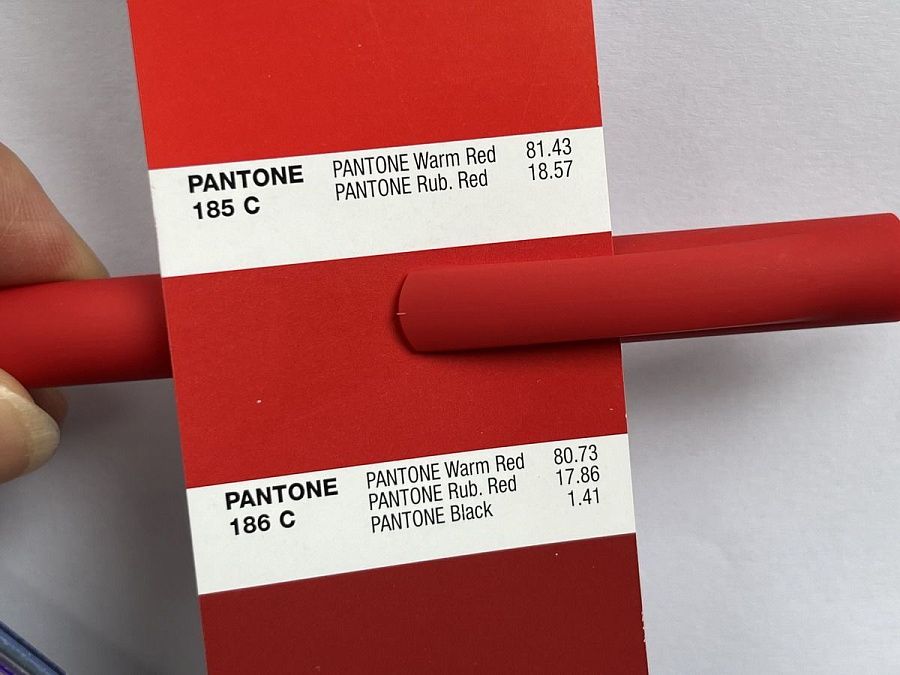 PANTONE
185 C
PANTONE Warm Red 81.43
PANTONE Rub. Red 18.57
PANTONE
186 C
PANTONE Warm Red 80.73
PANTONE Rub. Red 17.86
PANTONE Black 1.41